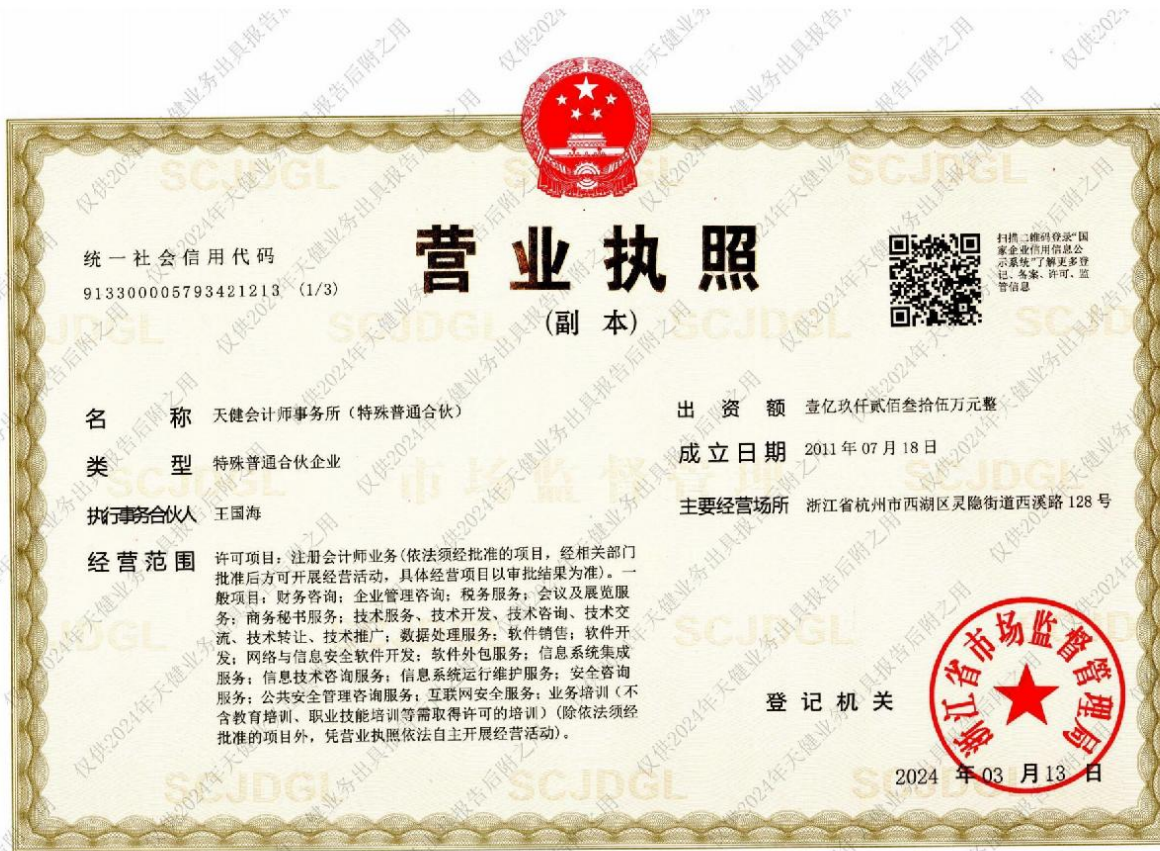 营业执照
(副 本)
统一社会信用代码
913300005793421213 (1/3)
扫描二维码登录“国
家企业信用信息公
示系统”了解更多登
记、备案、许可、监
管信息
名 称 天健会计师事务所（特殊普通合伙）
类 型 特殊普通合伙企业
执行事务合伙人 王国海
经营范围 许可项目：注册会计师业务(依法须经批准的项目，经相关部门
批准后方可开展经营活动，具体经营项目以审批结果为准)。一
般项目：财务咨询；企业管理咨询；税务服务；会议及展览服
务；商务秘书服务；技术服务、技术开发、技术咨询、技术交
流、技术转让、技术推广；数据处理服务；软件销售；软件开
发；网络与信息安全软件开发；软件外包服务；信息系统集成
服务；信息技术咨询服务；信息系统运行维护服务；安全咨询
服务；公共安全管理咨询服务；互联网安全服务；业务培训（不
含教育培训、职业技能培训等需取得许可的培训）(除依法须经
批准的项目外，凭营业执照依法自主开展经营活动)。
出 资 额 壹亿玖仟贰佰叁拾伍万元整
成立日期 2011年07月18日
主要经营场所 浙江省杭州市西湖区灵隐街道西溪路128号
登记机关
浙江省市场监督管理局
2024 年 03 月 13 日
市场监督管理
SCJDGL
仅供2024年天健业务出具报告后附之用